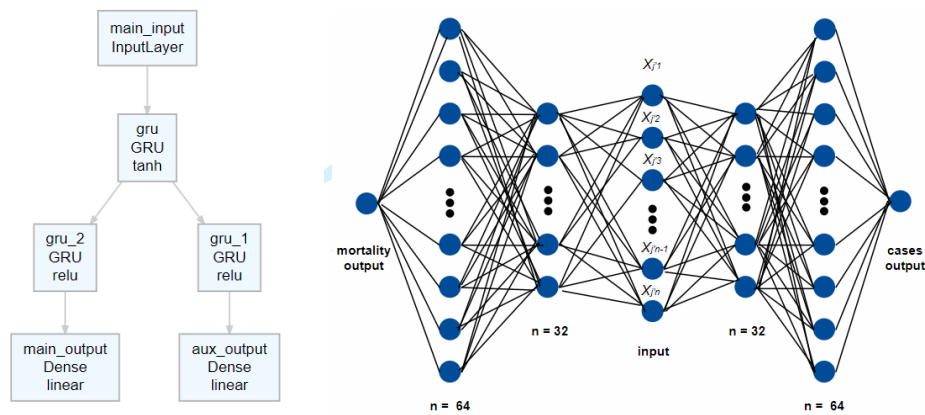 main_input
InputLayer
gru
GRU
tanh
gru_2
GRU
relu
gru_1
GRU
relu
main_output
Dense
linear
aux_output
Dense
linear
mortality
output
n = 64
n = 32
Xj'1
Xj'2
Xj'3
Xj'n-1
Xj'n
input
n = 32
n = 64
cases
output